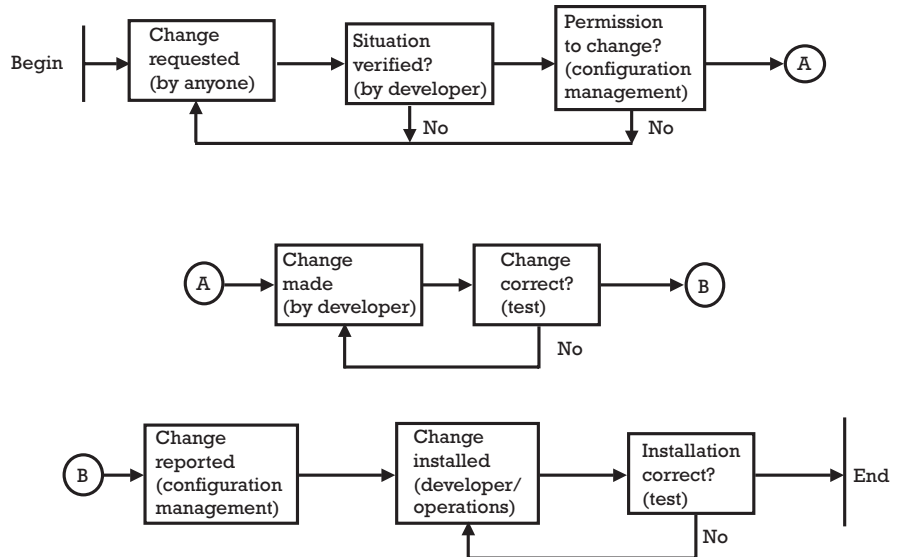 Begin
Change
requested
(by anyone)
Situation
verified?
(by developer)
Permission
to change?
(configuration
management)
A
No
No
A
Change
made
(by developer)
Change
correct?
(test)
B
No
B
Change
reported
(configuration
management)
Change
installed
(developer/
operations)
Installation
correct?
(test)
End
No